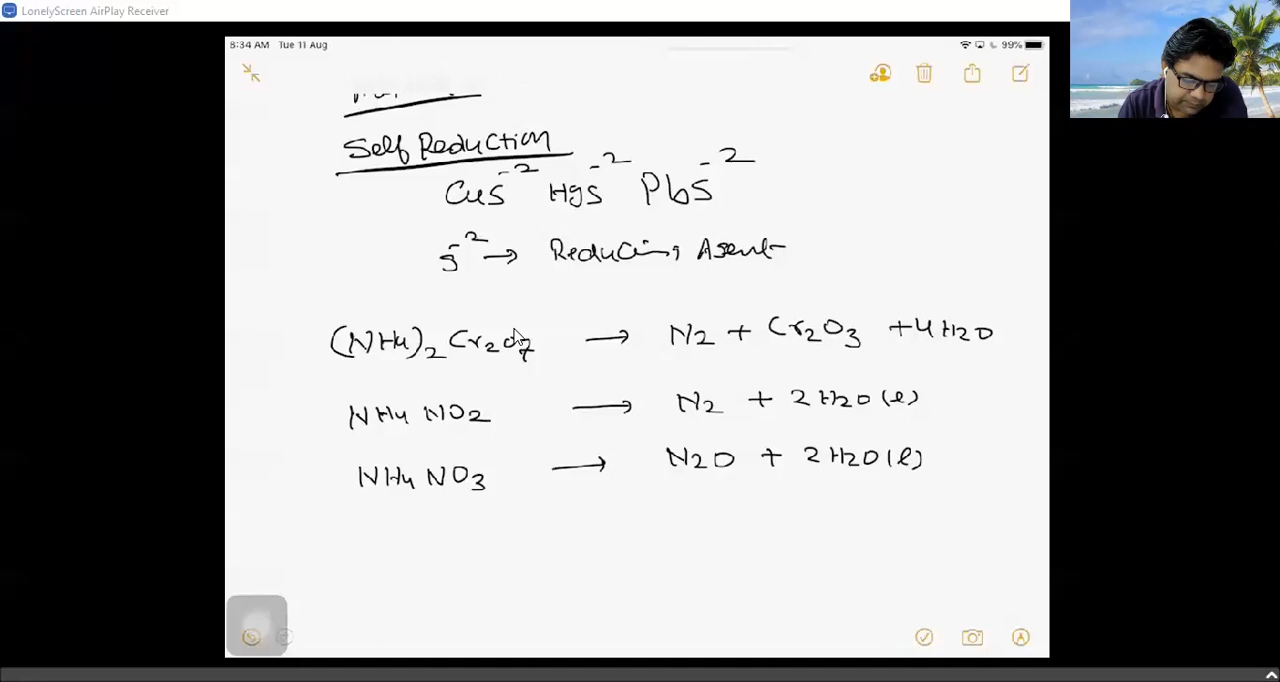 LonelyScreen AirPlay Receiver
8:34 AM Tue 11 Aug
99%
Self Reduction
CuS⁻² HgS⁻² PbS⁻²
S⁻² → Reducing Agent
(NH4)2 Cr2O7 → N2 + Cr2O3 + 4H2O
NH4 NO2 → N2 + 2H2O(l)
NH4 NO3 → N2O + 2H2O(l)